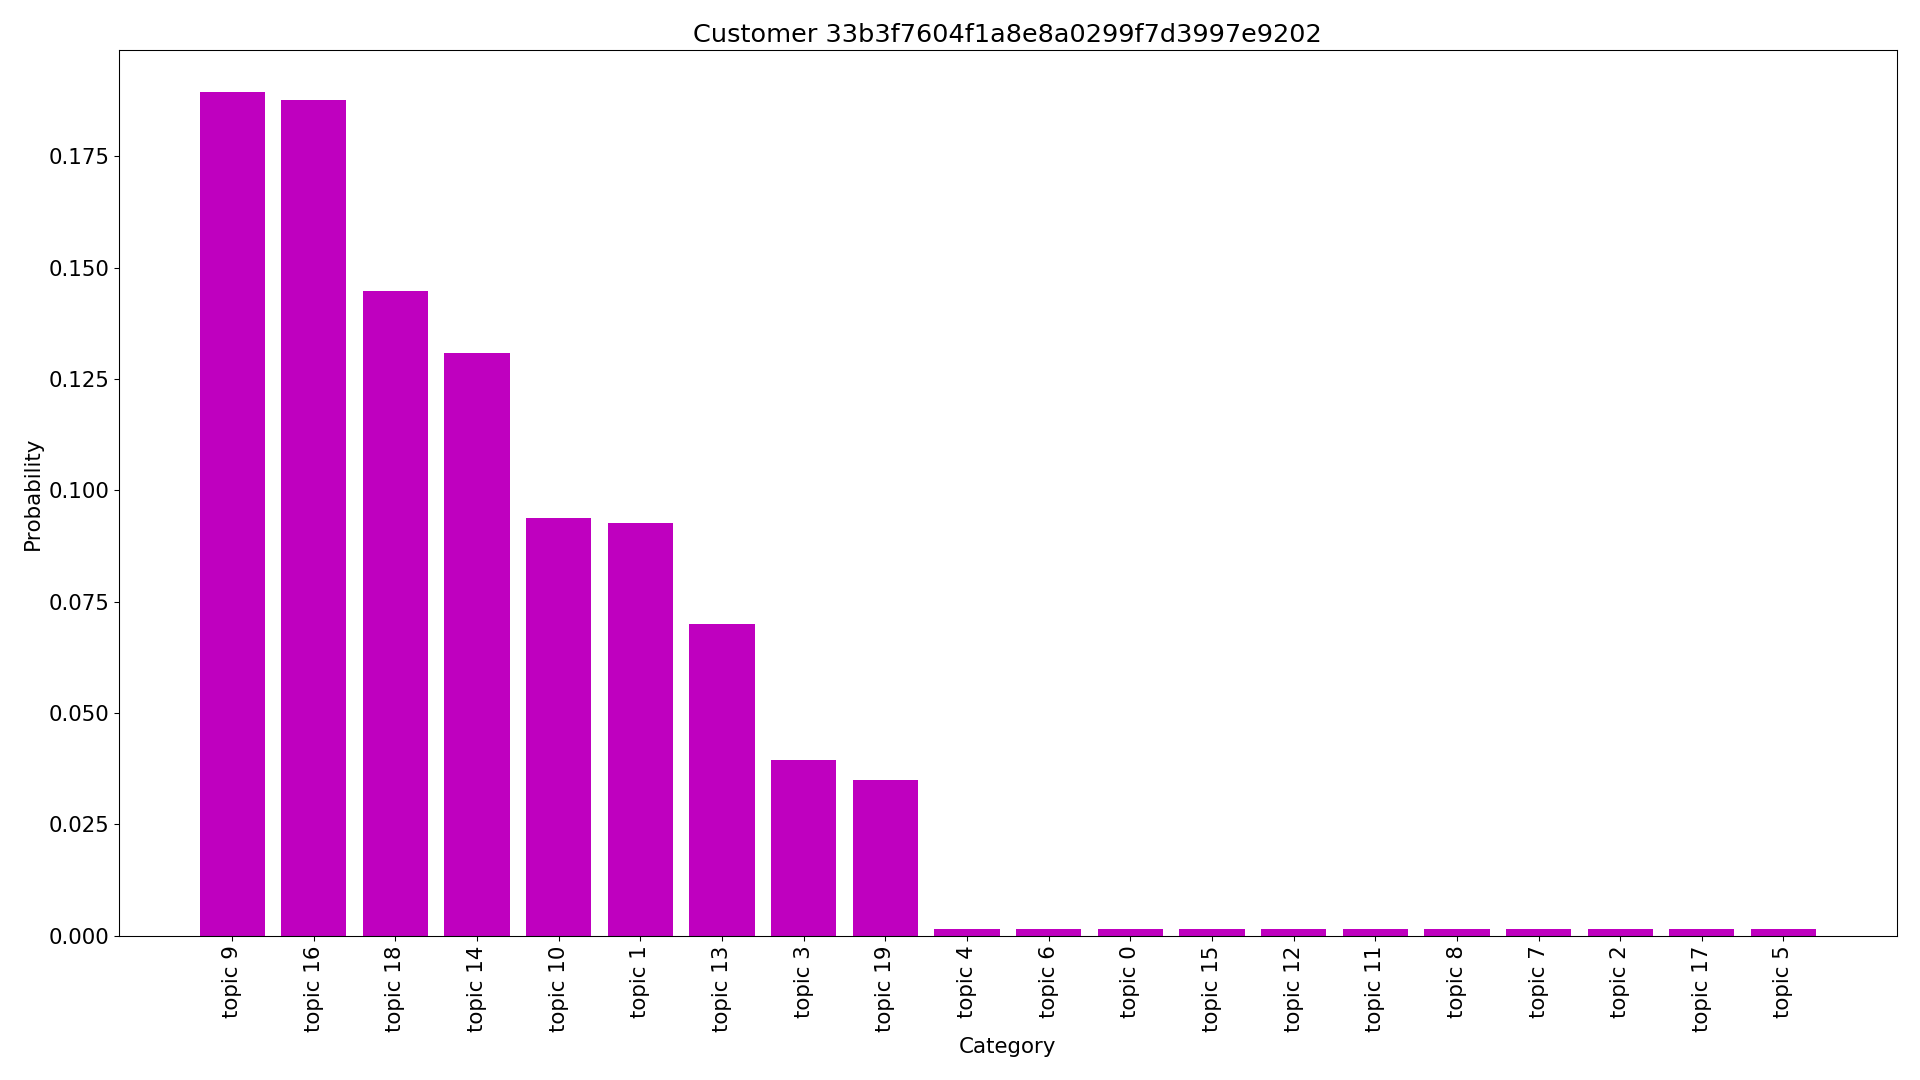 Customer 33b3f7604f1a8e8a0299f7d3997e9202
Probability
0.175
0.150
0.125
0.100
0.075
0.050
0.025
0.000
topic 9
topic 16
topic 18
topic 14
topic 10
topic 1
topic 13
topic 3
topic 19
topic 4
topic 6
topic 0
topic 15
topic 12
topic 11
topic 8
topic 7
topic 2
topic 17
topic 5
Category